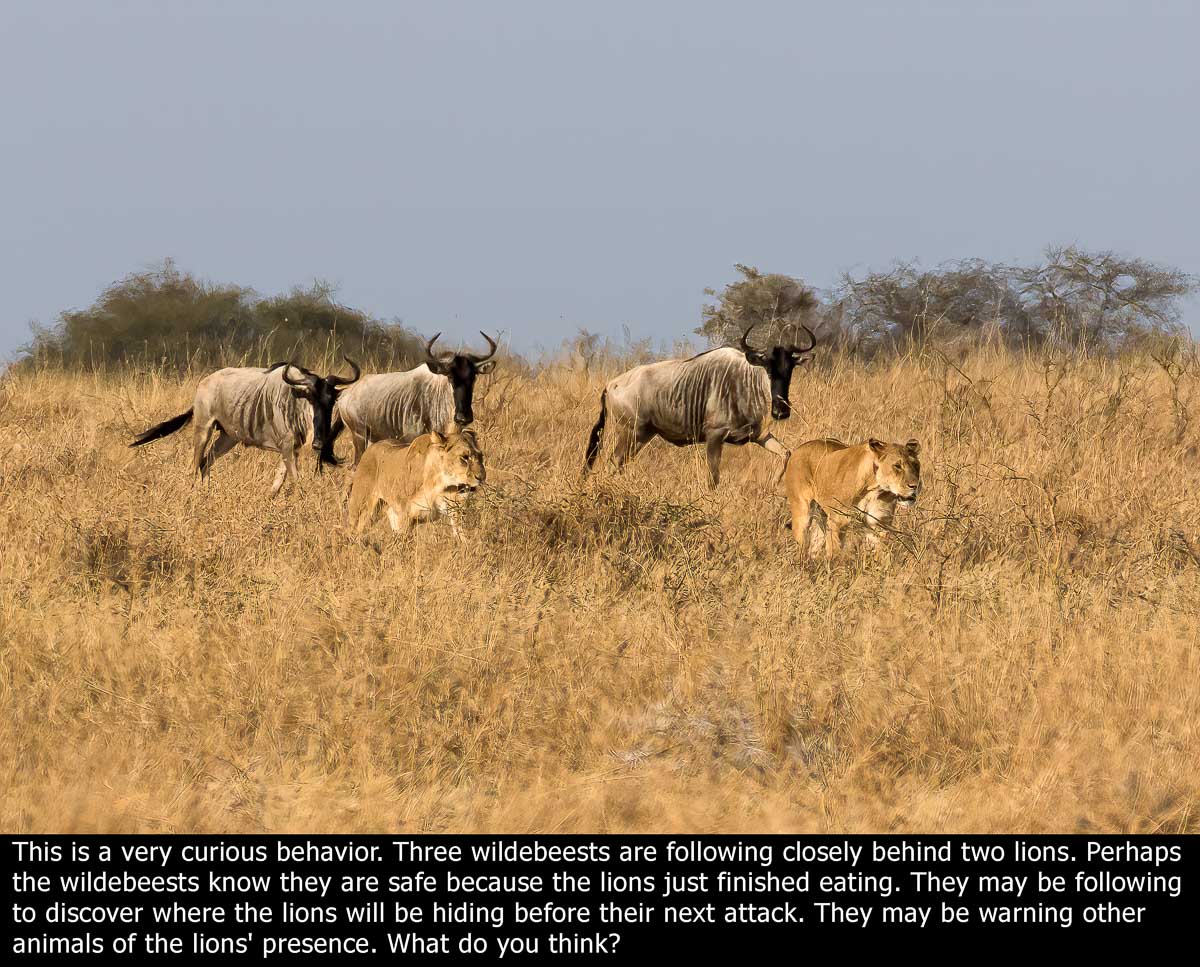 This is a very curious behavior. Three wildebeests are following closely behind two lions. Perhaps
the wildebeests know they are safe because the lions just finished eating. They may be following
to discover where the lions will be hiding before their next attack. They may be warning other
animals of the lions' presence. What do you think?